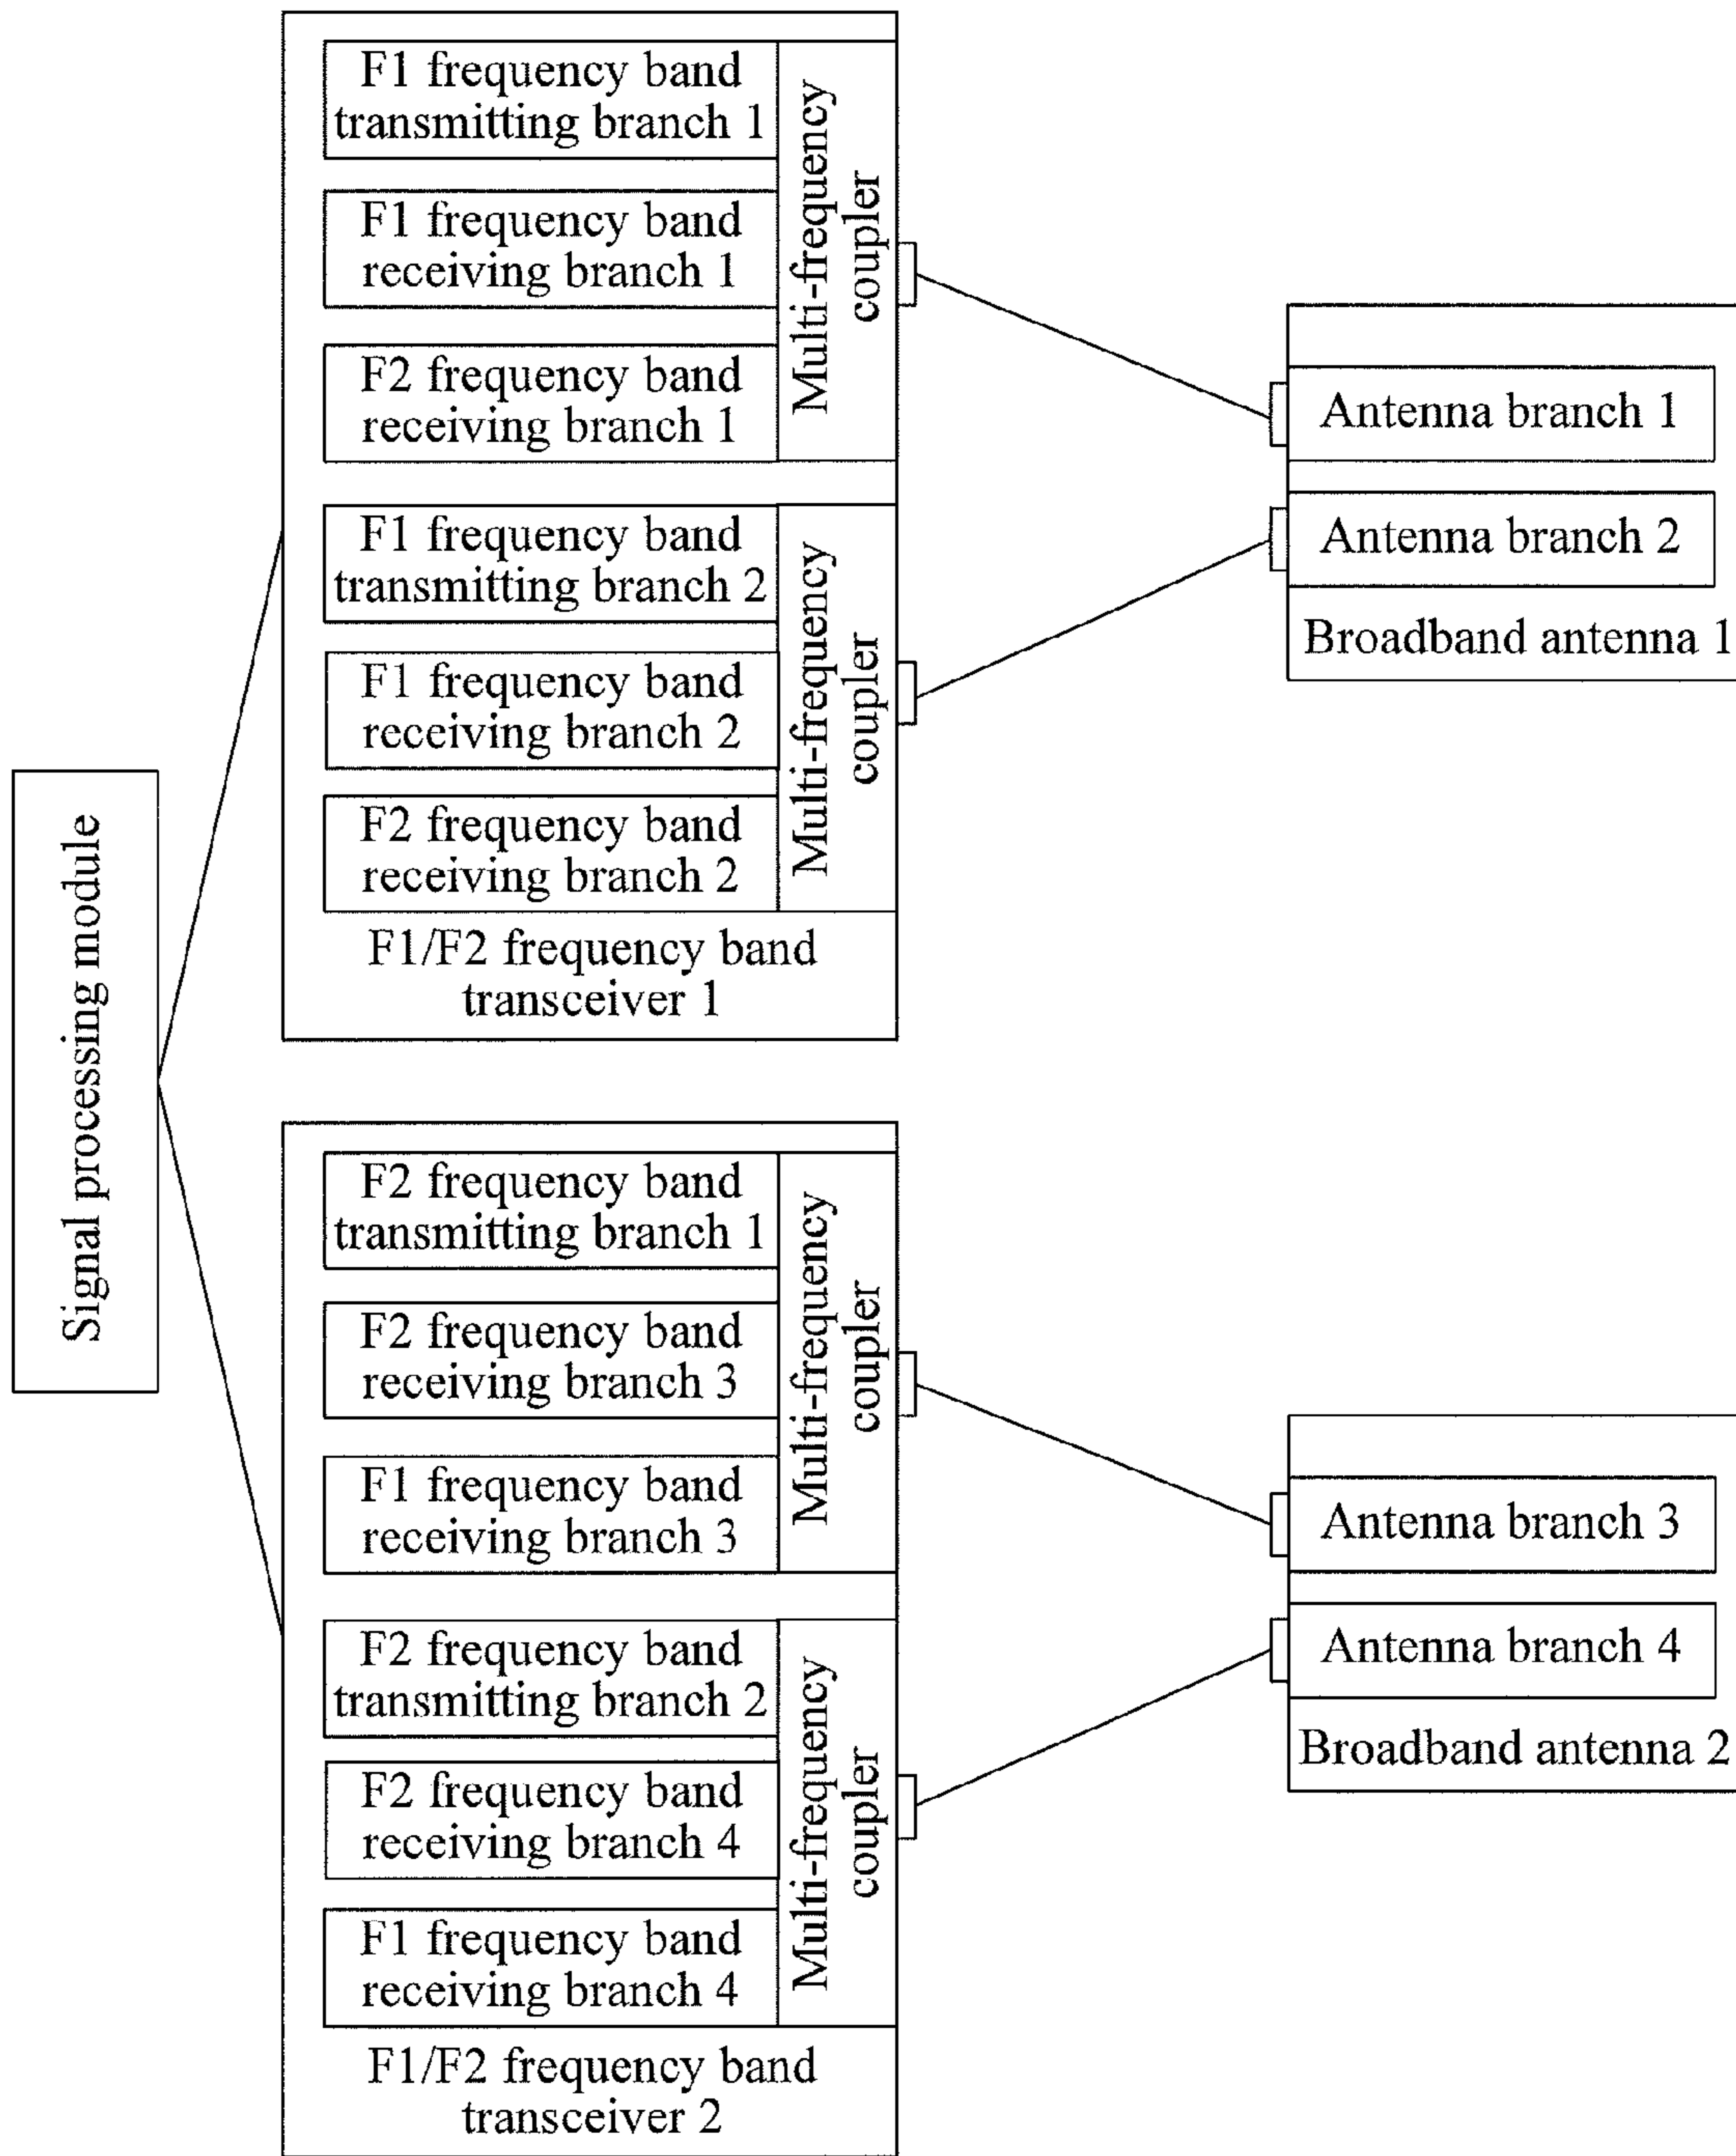 Signal processing module
F1 frequency band
transmitting branch 1
F1 frequency band
receiving branch 1
F2 frequency band
receiving branch 1
Multi-frequency
coupler
F1 frequency band
transmitting branch 2
F1 frequency band
receiving branch 2
F2 frequency band
receiving branch 2
Multi-frequency
coupler
F1/F2 frequency band
transceiver 1
Antenna branch 1
Antenna branch 2
Broadband antenna 1
F2 frequency band
transmitting branch 1
F2 frequency band
receiving branch 3
F1 frequency band
receiving branch 3
Multi-frequency
coupler
F2 frequency band
transmitting branch 2
F2 frequency band
receiving branch 4
F1 frequency band
receiving branch 4
Multi-frequency
coupler
F1/F2 frequency band
transceiver 2
Antenna branch 3
Antenna branch 4
Broadband antenna 2